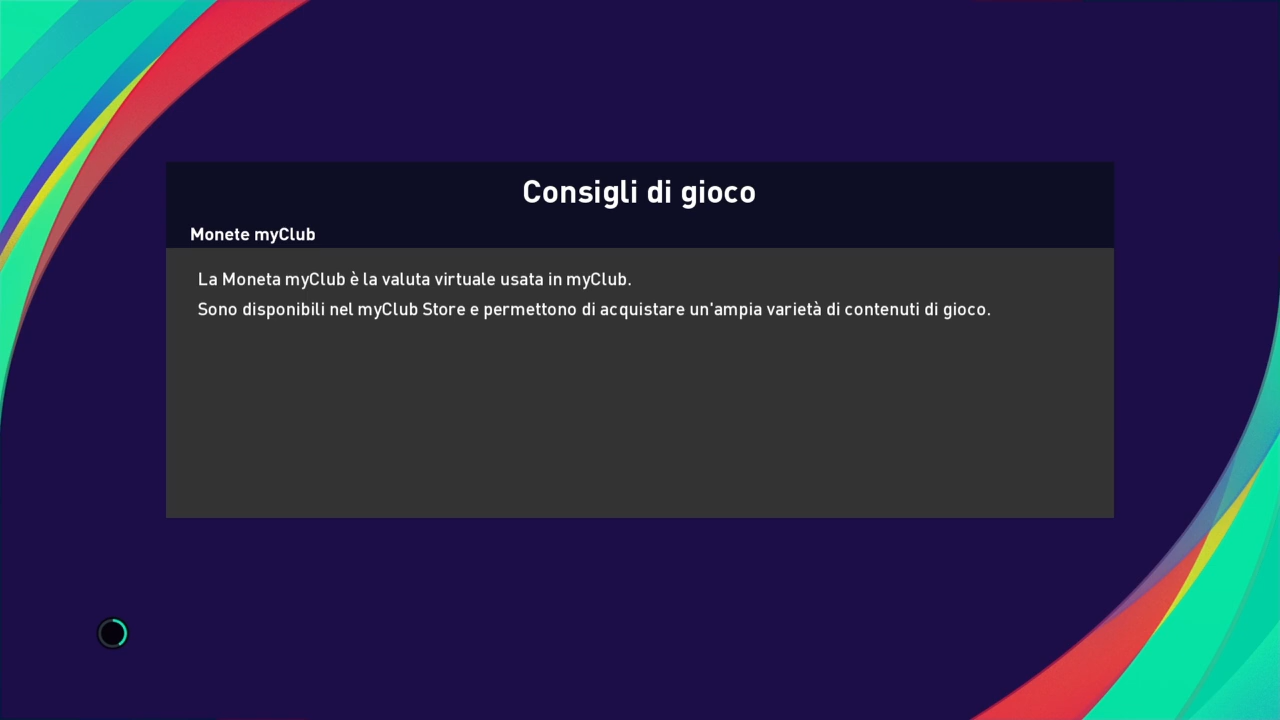 Consigli di gioco
Monete myClub
La Moneta myClub è la valuta virtuale usata in myClub.
Sono disponibili nel myClub Store e permettono di acquistare un'ampia varietà di contenuti di gioco.